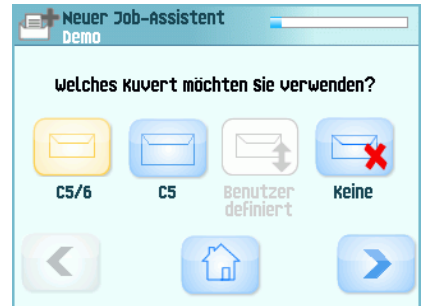 Neuer Job-Assistent
Demo
Welches Kuvert möchten Sie verwenden?
C5/6
C5
Benutzer
definiert
Keine